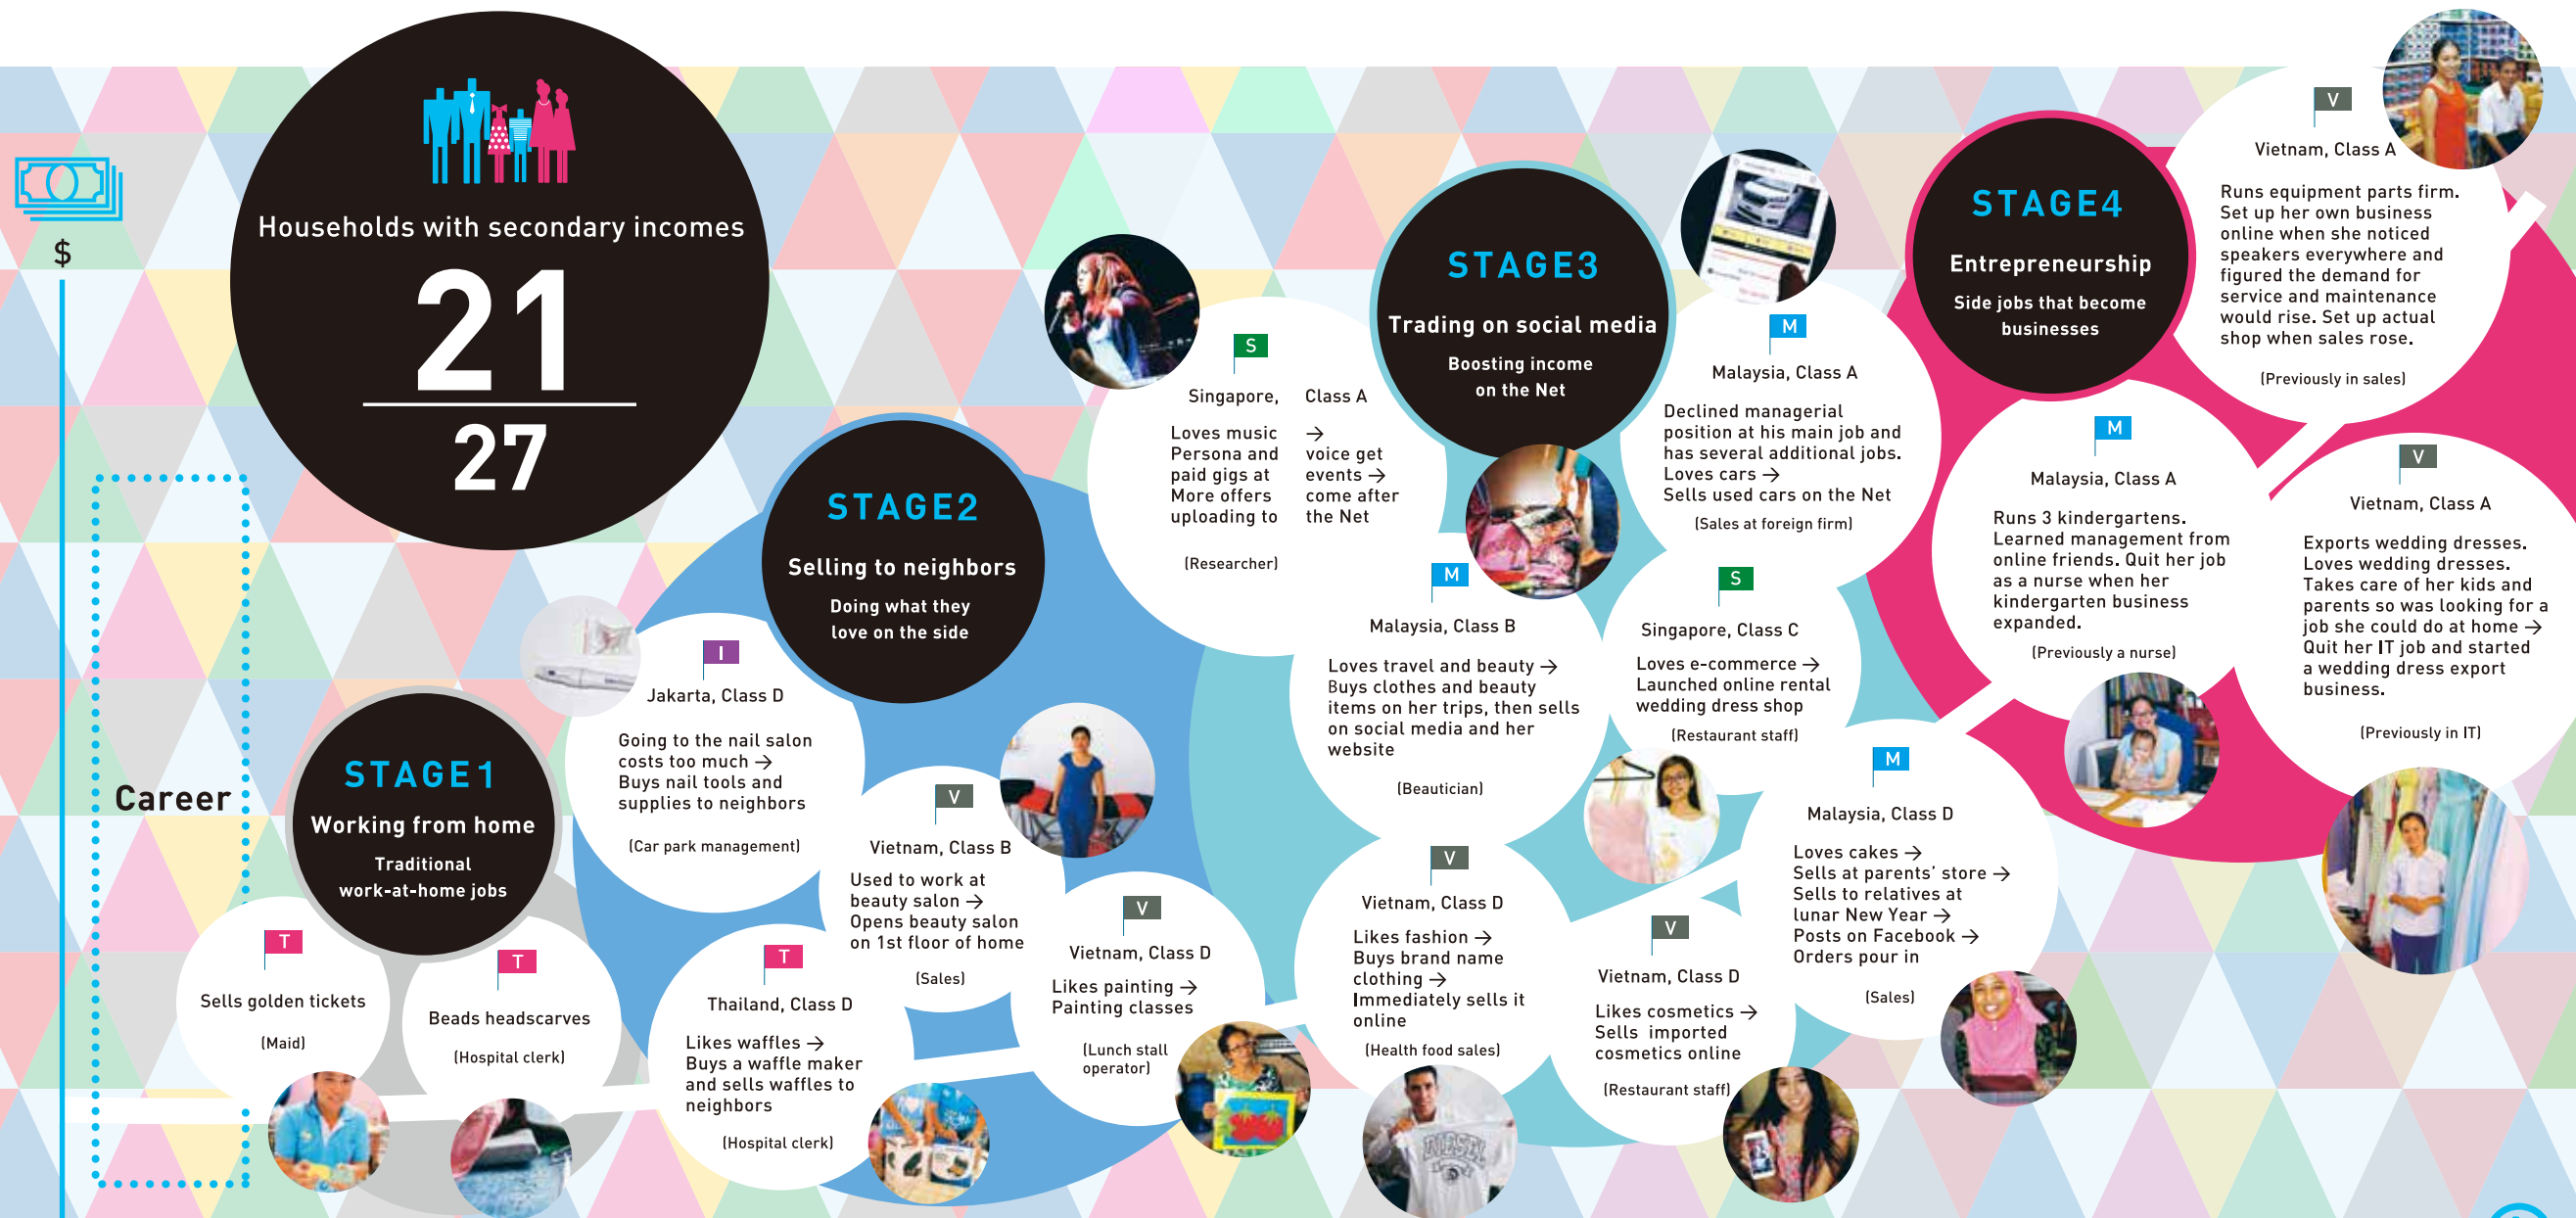 $
Career
Households with secondary incomes
21
27
STAGE1
Working from home
Traditional
work-at-home jobs
T
Sells golden tickets
(Maid)
T
Beads headscarves
(Hospital clerk)
STAGE2
Selling to neighbors
Doing what they
love on the side
I
Jakarta, Class D
Going to the nail salon
costs too much →
Buys nail tools and
supplies to neighbors
(Car park management)
V
Vietnam, Class B
Used to work at
beauty salon →
Opens beauty salon
on 1st floor of home
(Sales)
T
Thailand, Class D
Likes waffles →
Buys a waffle maker
and sells waffles to
neighbors
(Hospital clerk)
V
Vietnam, Class D
Likes painting →
Painting classes
(Lunch stall
operator)
STAGE3
Trading on social media
Boosting income
on the Net
S
Singapore, Class A
Loves music →
Persona and voice get
paid gigs at events →
More offers come after
uploading to the Net
(Researcher)
M
Malaysia, Class A
Declined managerial
position at his main job and
has several additional jobs.
Loves cars →
Sells used cars on the Net
(Sales at foreign firm)
M
Malaysia, Class B
Loves travel and beauty →
Buys clothes and beauty
items on her trips, then sells
on social media and her
website
(Beautician)
S
Singapore, Class C
Loves e-commerce →
Launched online rental
wedding dress shop
(Restaurant staff)
V
Vietnam, Class D
Likes fashion →
Buys brand name
clothing →
Immediately sells it
online
(Health food sales)
DIESEL
V
Vietnam, Class D
Likes cosmetics →
Sells imported
cosmetics online
(Restaurant staff)
M
Malaysia, Class D
Loves cakes →
Sells at parents' store →
Sells to relatives at
lunar New Year →
Posts on Facebook →
Orders pour in
(Sales)
STAGE4
Entrepreneurship
Side jobs that become
businesses
V
Vietnam, Class A
Runs equipment parts firm.
Set up her own business
online when she noticed
speakers everywhere and
figured the demand for
service and maintenance
would rise. Set up actual
shop when sales rose.
(Previously in sales)
M
Malaysia, Class A
Runs 3 kindergartens.
Learned management from
online friends. Quit her job
as a nurse when her
kindergarten business
expanded.
(Previously a nurse)
V
Vietnam, Class A
Exports wedding dresses.
Loves wedding dresses.
Takes care of her kids and
parents so was looking for a
job she could do at home →
Quit her IT job and started
a wedding dress export
business.
(Previously in IT)